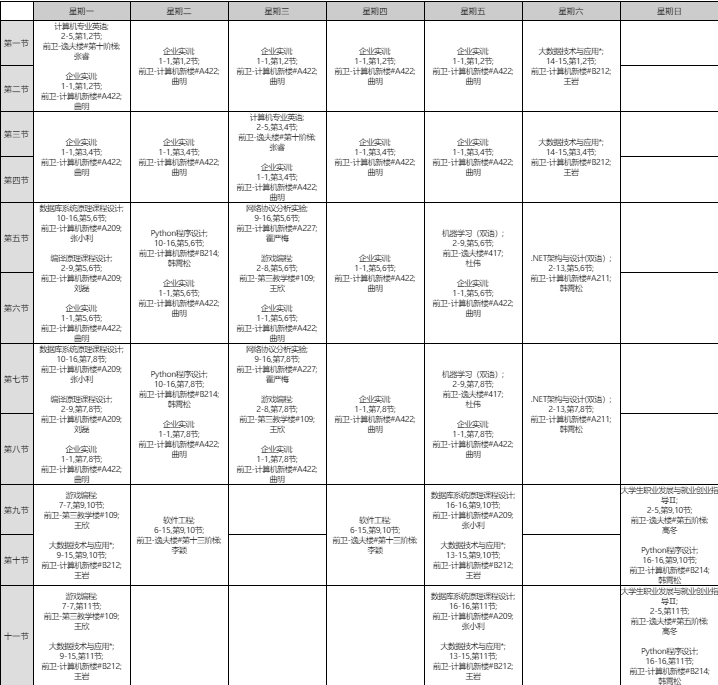 星期一 星期二 星期三 星期四 星期五 星期六 星期日
第一节
第二节
计算机专业英语;
2-5,第1,2节;
前卫-逸夫楼#第十阶梯;
张睿
企业实训;
1-1,第1,2节;
前卫-计算机新楼#A422;
曲明
企业实训;
1-1,第1,2节;
前卫-计算机新楼#A422;
曲明
企业实训;
1-1,第1,2节;
前卫-计算机新楼#A422;
曲明
企业实训;
1-1,第1,2节;
前卫-计算机新楼#A422;
曲明
企业实训;
1-1,第1,2节;
前卫-计算机新楼#A422;
曲明
大数据技术与应用*;
14-15,第1,2节;
前卫-计算机新楼#B212;
王岩
第三节
第四节
企业实训;
1-1,第3,4节;
前卫-计算机新楼#A422;
曲明
企业实训;
1-1,第3,4节;
前卫-计算机新楼#A422;
曲明
计算机专业英语;
2-5,第3,4节;
前卫-逸夫楼#第十阶梯;
张睿
企业实训;
1-1,第3,4节;
前卫-计算机新楼#A422;
曲明
企业实训;
1-1,第3,4节;
前卫-计算机新楼#A422;
曲明
企业实训;
1-1,第3,4节;
前卫-计算机新楼#A422;
曲明
大数据技术与应用*;
14-15,第3,4节;
前卫-计算机新楼#B212;
王岩
第五节
第六节
数据库系统原理课程设计;
10-16,第5,6节;
前卫-计算机新楼#A209;
张小利
编译原理课程设计;
2-9,第5,6节;
前卫-计算机新楼#A209;
刘磊
企业实训;
1-1,第5,6节;
前卫-计算机新楼#A422;
曲明
Python程序设计;
10-16,第5,6节;
前卫-计算机新楼#B214;
韩霄松
网络协议分析实验;
9-16,第5,6节;
前卫-计算机新楼#A227;
霍严梅
游戏编程;
2-8,第5,6节;
前卫-第三教学楼#109;
王欣
企业实训;
1-1,第5,6节;
前卫-计算机新楼#A422;
曲明
企业实训;
1-1,第5,6节;
前卫-计算机新楼#A422;
曲明
机器学习（双语）;
2-9,第5,6节;
前卫-逸夫楼#417;
杜伟
企业实训;
1-1,第5,6节;
前卫-计算机新楼#A422;
曲明
.NET架构与设计(双语）;
2-13,第5,6节;
前卫-计算机新楼#A211;
韩霄松
第七节
第八节
数据库系统原理课程设计;
10-16,第7,8节;
前卫-计算机新楼#A209;
张小利
编译原理课程设计;
2-9,第7,8节;
前卫-计算机新楼#A209;
刘磊
企业实训;
1-1,第7,8节;
前卫-计算机新楼#A422;
曲明
Python程序设计;
10-16,第7,8节;
前卫-计算机新楼#B214;
韩霄松
网络协议分析实验;
9-16,第7,8节;
前卫-计算机新楼#A227;
霍严梅
游戏编程;
2-8,第7,8节;
前卫-第三教学楼#109;
王欣
企业实训;
1-1,第7,8节;
前卫-计算机新楼#A422;
曲明
企业实训;
1-1,第7,8节;
前卫-计算机新楼#A422;
曲明
机器学习（双语）;
2-9,第7,8节;
前卫-逸夫楼#417;
杜伟
企业实训;
1-1,第7,8节;
前卫-计算机新楼#A422;
曲明
.NET架构与设计(双语）;
2-13,第7,8节;
前卫-计算机新楼#A211;
韩霄松
第九节
第十节
游戏编程;
7-7,第9,10节;
前卫-第三教学楼#109;
王欣
大数据技术与应用*;
9-15,第9,10节;
前卫-计算机新楼#B212;
王岩
软件工程;
6-15,第9,10节;
前卫-逸夫楼#第十三阶梯;
李颖
软件工程;
6-15,第9,10节;
前卫-逸夫楼#第十三阶梯;
李颖
数据库系统原理课程设计;
16-16,第9,10节;
前卫-计算机新楼#A209;
张小利
大数据技术与应用*;
13-15,第9,10节;
前卫-计算机新楼#B212;
王岩
大学生职业发展与就业创业指
导II;
2-5,第9,10节;
前卫-逸夫楼#第五阶梯;
高冬
Python程序设计;
16-16,第9,10节;
前卫-计算机新楼#B214;
韩霄松
十一节
游戏编程;
7-7,第11节;
前卫-第三教学楼#109;
王欣
大数据技术与应用*;
9-15,第11节;
前卫-计算机新楼#B212;
王岩
数据库系统原理课程设计;
16-16,第11节;
前卫-计算机新楼#A209;
张小利
大数据技术与应用*;
13-15,第11节;
前卫-计算机新楼#B212;
王岩
大学生职业发展与就业创业指
导II;
2-5,第11节;
前卫-逸夫楼#第五阶梯;
高冬
Python程序设计;
16-16,第11节;
前卫-计算机新楼#B214;
韩霄松